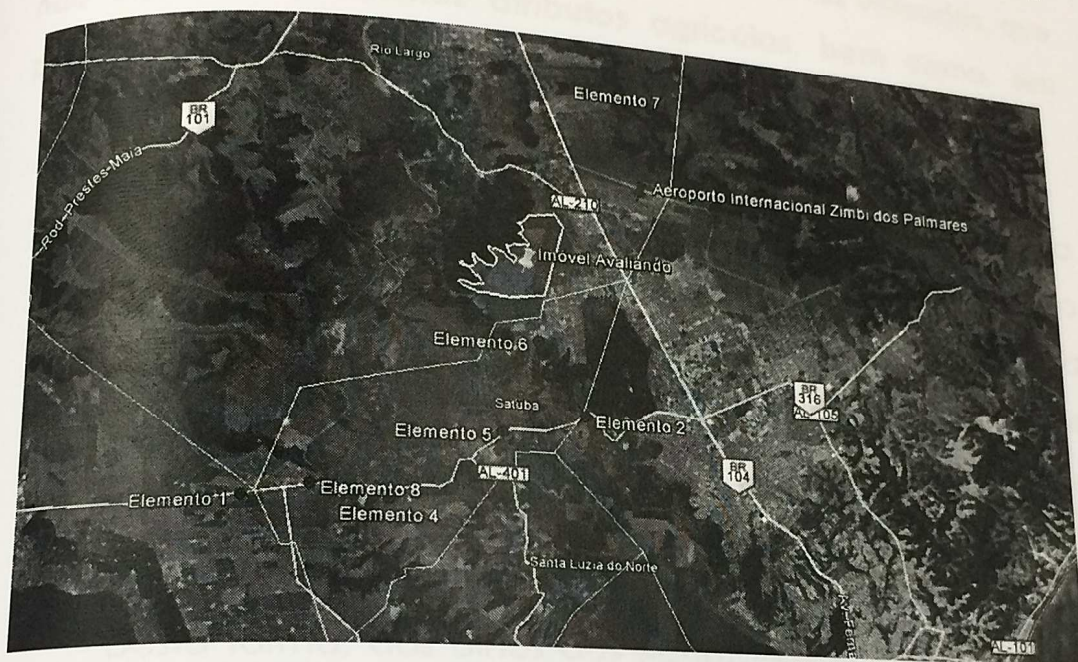 Rio Largo
Elemento 7
BR
101
Rod-Prestes-Maia
AL-210
Aeroporto Internacional Zimbi dos Palmares
Imóvel Avaliando
Elemento 6
Satuba
BR
316
AL-105
Elemento 5
Elemento 2
AL-401
BR
104
Elemento 1
Elemento 8
Elemento 4
Santa Luzia do Norte
AL-101